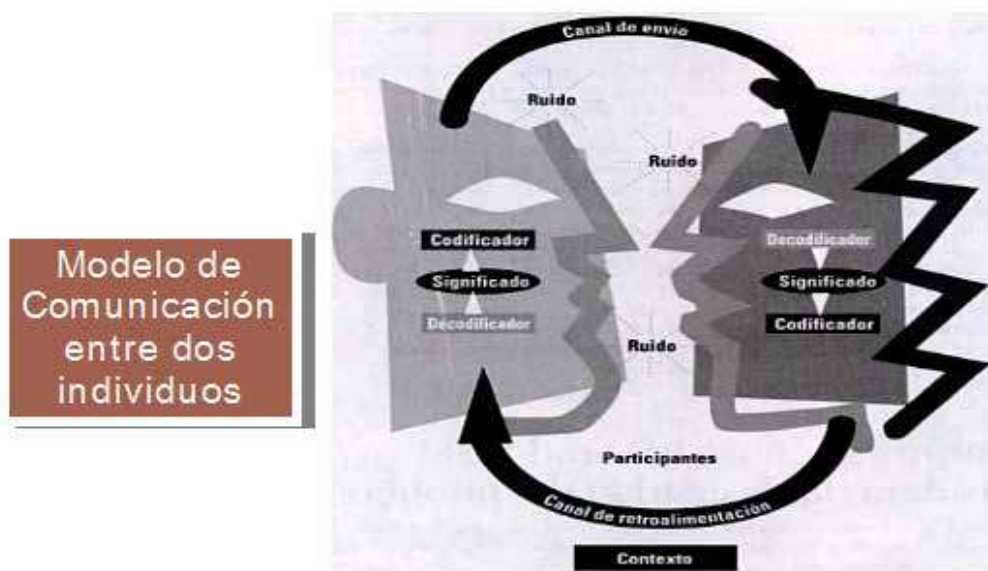 Modelo de
Comunicación
entre dos
individuos
Canal de envío
Ruido
Ruido
Codificador
Significado
Decodificador
Decodificador
Significado
Codificador
Ruido
Participantes
Canal de retroalimentación
Contexto